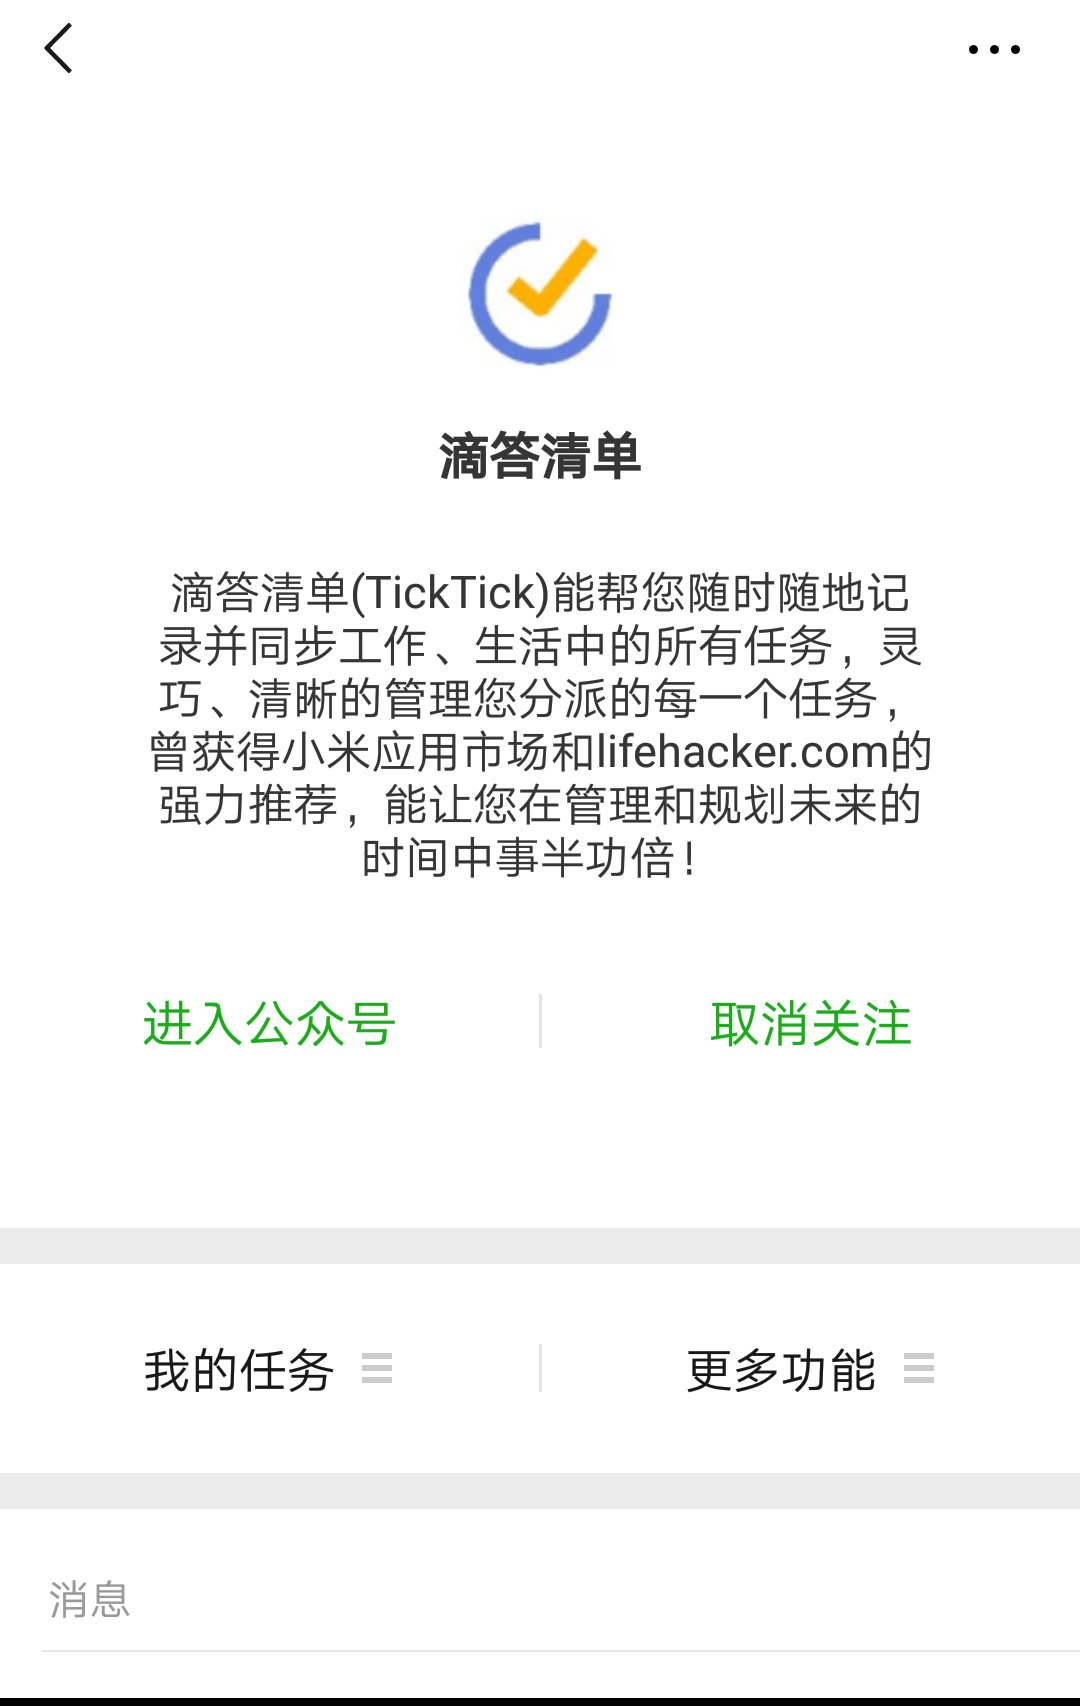 滴答清单
滴答清单(TickTick)能帮您随时随地记
录并同步工作、生活中的所有任务，灵
巧、清晰的管理您分派的每一个任务，
曾获得小米应用市场和lifehacker.com的
强力推荐，能让您在管理和规划未来的
时间中事半功倍！
进入公众号
取消关注
我的任务
更多功能
消息